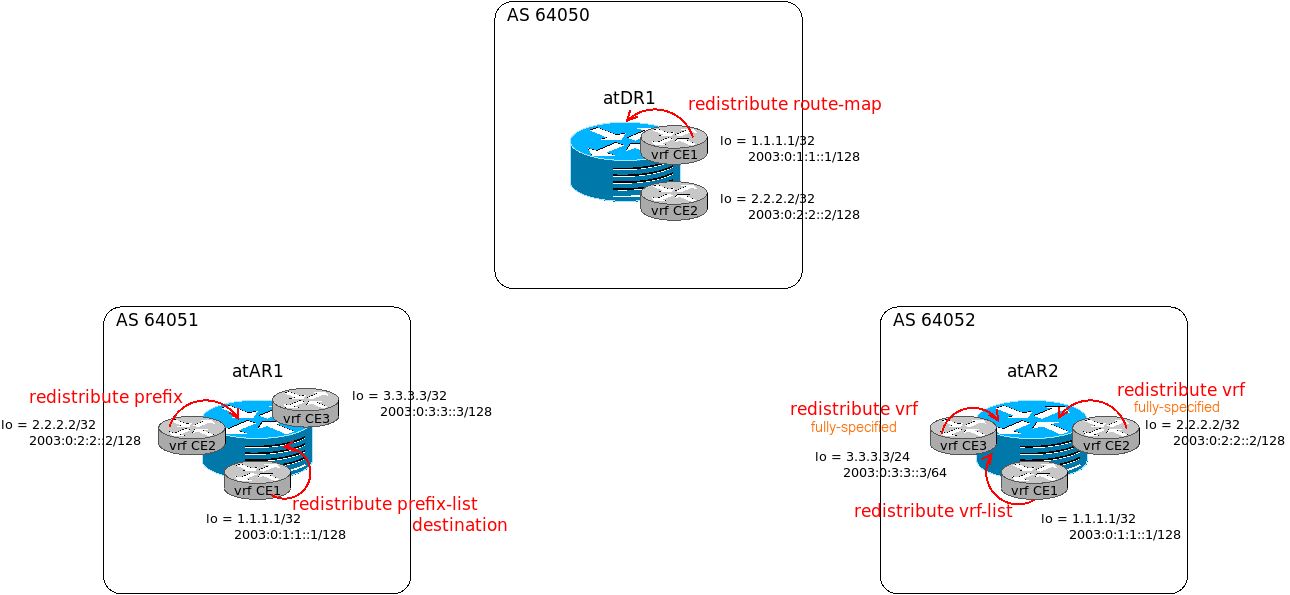 AS 64050
atDR1
redistribute route-map
vrf CE1
lo = 1.1.1.1/32
2003:0:1:1::1/128
vrf CE2
lo = 2.2.2.2/32
2003:0:2:2::2/128
AS 64051
atAR1
redistribute prefix
lo = 3.3.3.3/32
2003:0:3:3::3/128
vrf CE3
lo = 2.2.2.2/32
2003:0:2:2::2/128
vrf CE2
vrf CE1
redistribute prefix-list
destination
lo = 1.1.1.1/32
2003:0:1:1::1/128
AS 64052
atAR2
redistribute vrf
fully-specified
redistribute vrf
fully-specified
lo = 2.2.2.2/32
2003:0:2:2::2/128
vrf CE3
vrf CE2
lo = 3.3.3.3/24
2003:0:3:3::3/64
vrf CE1
redistribute vrf-list
lo = 1.1.1.1/32
2003:0:1:1::1/128